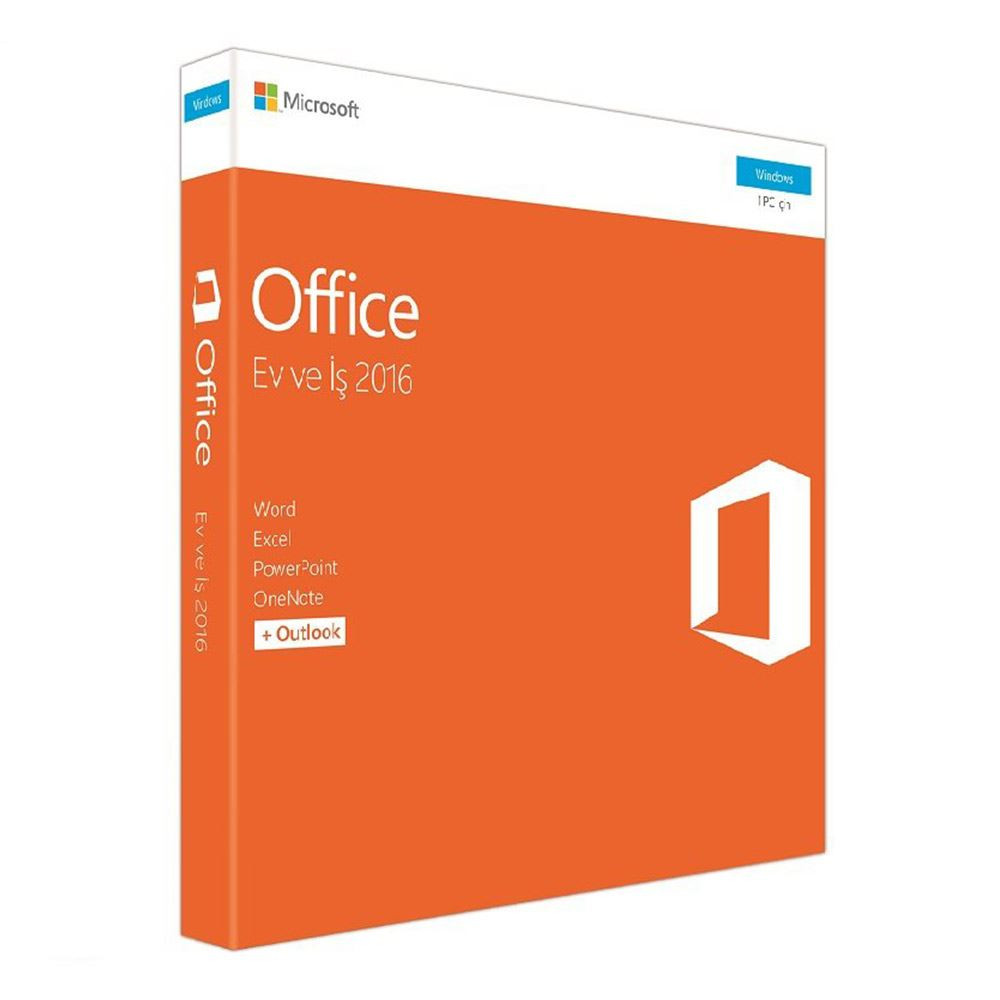 Windows
Microsoft
Windows
1 PC için
Office
Ev ve İş 2016
Word
Excel
PowerPoint
OneNote
+ Outlook
Office
Ev ve İş 2016